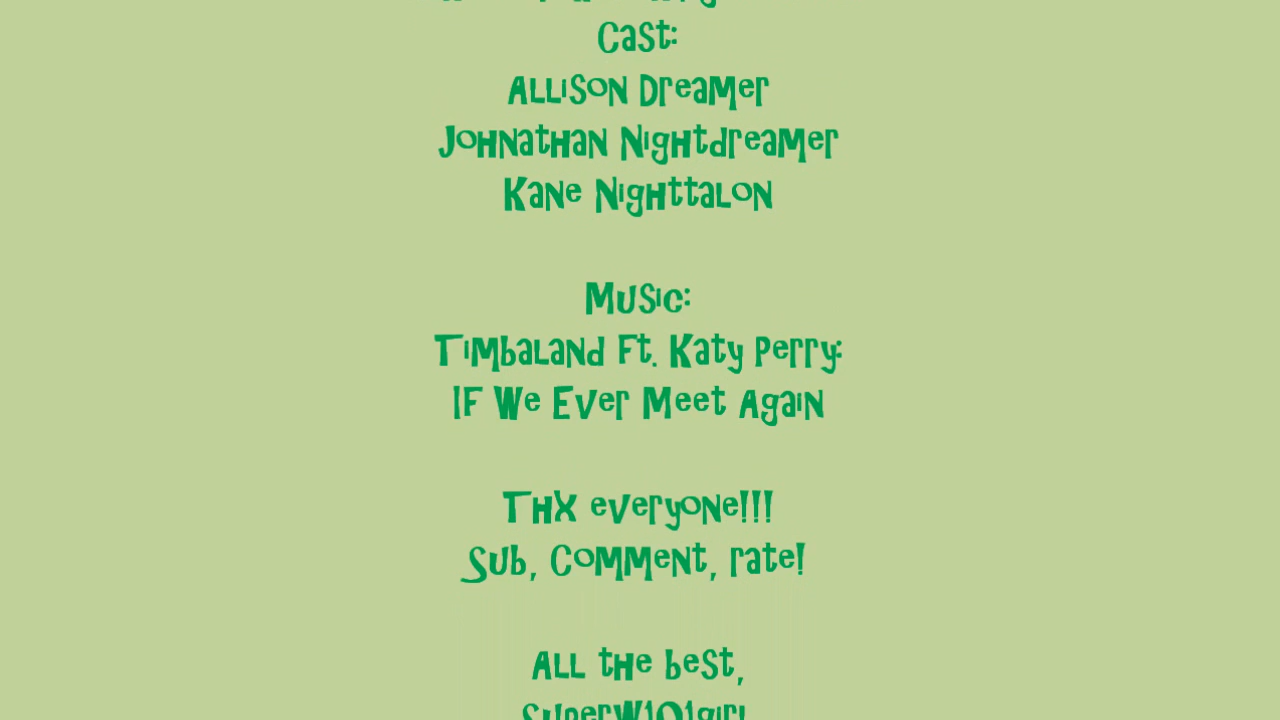 Cast:
Allison Dreamer
Johnathan Nightdreamer
Kane Nighttalon
Music:
Timbaland Ft. Katy Perry:
If We Ever Meet Again
Thx everyone!!!
Sub, Comment, rate!
All the best,
SuperW101girl